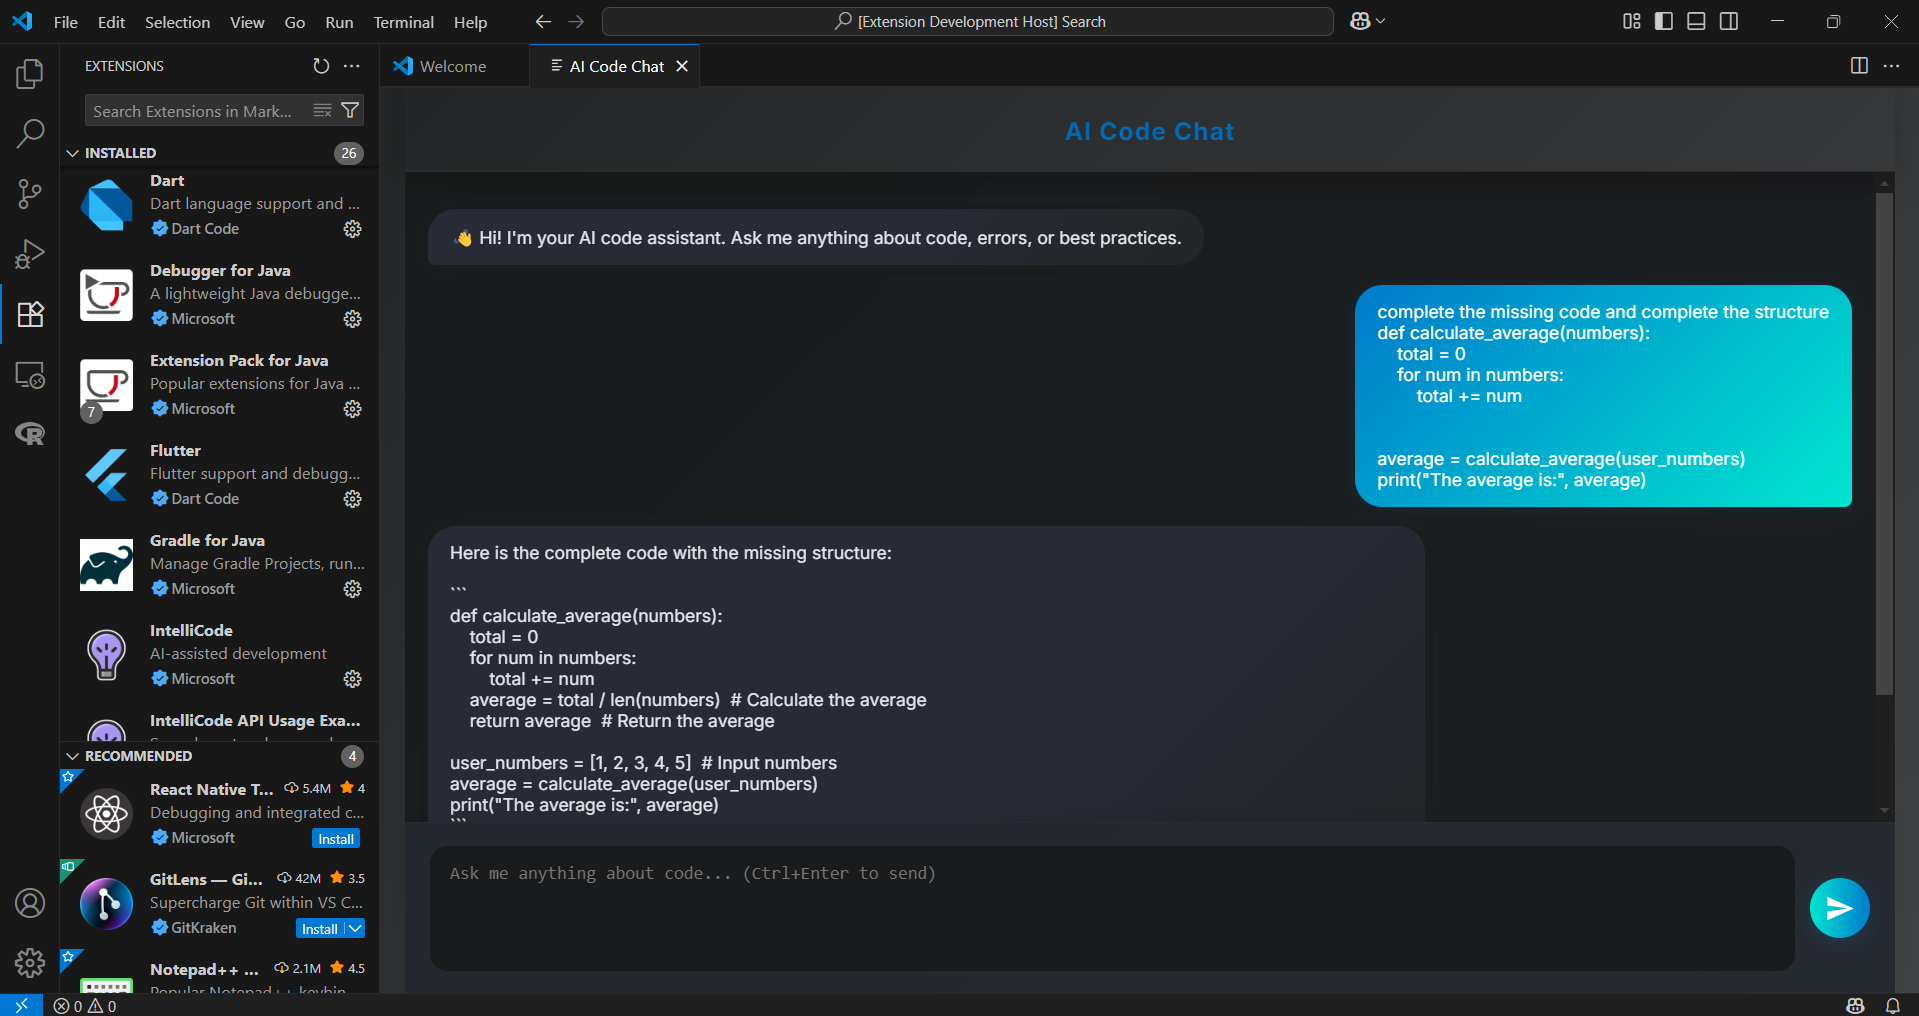 File Edit Selection View Go Run Terminal Help
[Extension Development Host] Search
EXTENSIONS
Search Extensions in Mark...
INSTALLED 26
Dart
Dart language support and ...
Dart Code
Debugger for Java
A lightweight Java debugge...
Microsoft
Extension Pack for Java
Popular extensions for Java ...
7
Microsoft
Flutter
Flutter support and debugg...
Dart Code
Gradle for Java
Manage Gradle Projects, run...
Microsoft
IntelliCode
AI-assisted development
Microsoft
IntelliCode API Usage Exa...
RECOMMENDED 4
React Native T... 5.4M 4
Debugging and integrated c...
Microsoft Install
GitLens — Gi... 42M 3.5
Supercharge Git within VS C...
GitKraken Install
Notepad++ ... 2.1M 4.5
Popular Notepad++ keybin...
0 0
Welcome
AI Code Chat
AI Code Chat
👋 Hi! I'm your AI code assistant. Ask me anything about code, errors, or best practices.
complete the missing code and complete the structure
def calculate_average(numbers):
    total = 0
    for num in numbers:
        total += num
average = calculate_average(user_numbers)
print("The average is:", average)
Here is the complete code with the missing structure:
```
def calculate_average(numbers):
    total = 0
    for num in numbers:
        total += num
    average = total / len(numbers)  # Calculate the average
    return average  # Return the average
user_numbers = [1, 2, 3, 4, 5]  # Input numbers
average = calculate_average(user_numbers)
print("The average is:", average)
```
Ask me anything about code... (Ctrl+Enter to send)